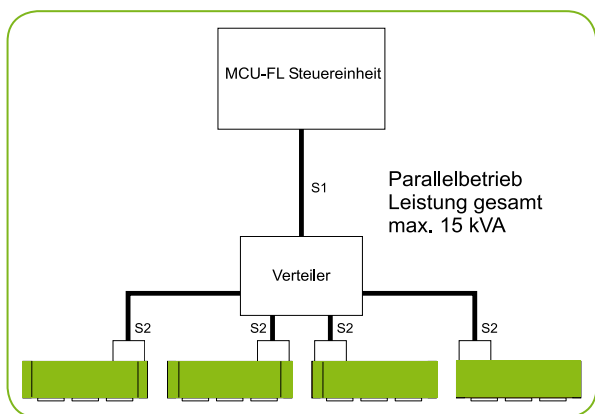 MCU-FL Steuereinheit
S1
Parallelbetrieb
Leistung gesamt
max. 15 kVA
Verteiler
S2
S2
S2
S2